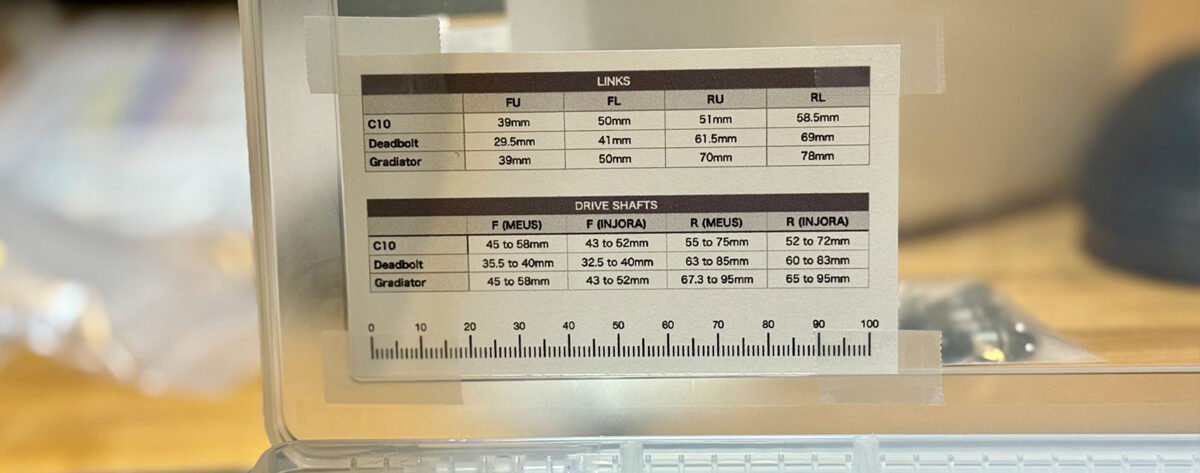 LINKS
FU FL RU RL
C10 39mm 50mm 51mm 58.5mm
Deadbolt 29.5mm 41mm 61.5mm 69mm
Gradiator 39mm 50mm 70mm 78mm
DRIVE SHAFTS
F (MEUS) F (INJORA) R (MEUS) R (INJORA)
C10 45 to 58mm 43 to 52mm 55 to 75mm 52 to 72mm
Deadbolt 35.5 to 40mm 32.5 to 40mm 63 to 85mm 60 to 83mm
Gradiator 45 to 58mm 43 to 52mm 67.3 to 95mm 65 to 95mm
0 10 20 30 40 50 60 70 80 90 100